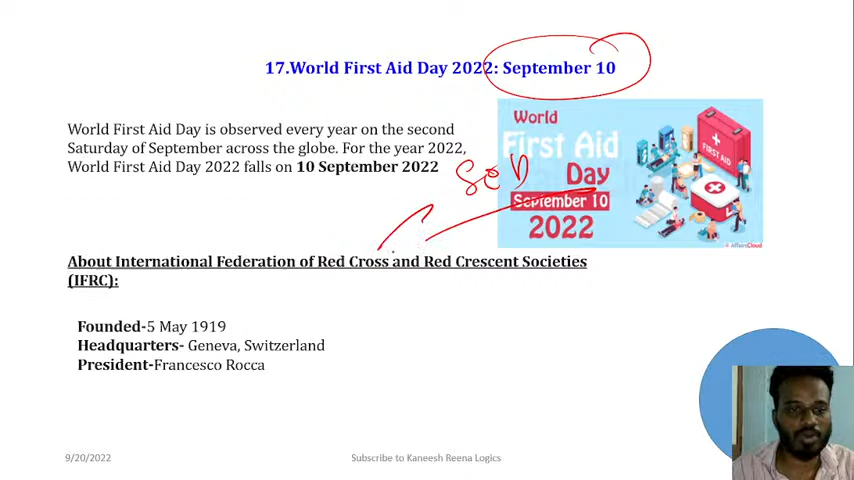 17.World First Aid Day 2022: September 10
World First Aid Day is observed every year on the second
Saturday of September across the globe. For the year 2022,
World First Aid Day 2022 falls on 10 September 2022
World
First Aid
Day
September 10
2022
FIRST AID
AffairsCloud
About International Federation of Red Cross and Red Crescent Societies
(IFRC):
Founded-5 May 1919
Headquarters- Geneva, Switzerland
President-Francesco Rocca
9/20/2022
Subscribe to Kaneesh Reena Logics